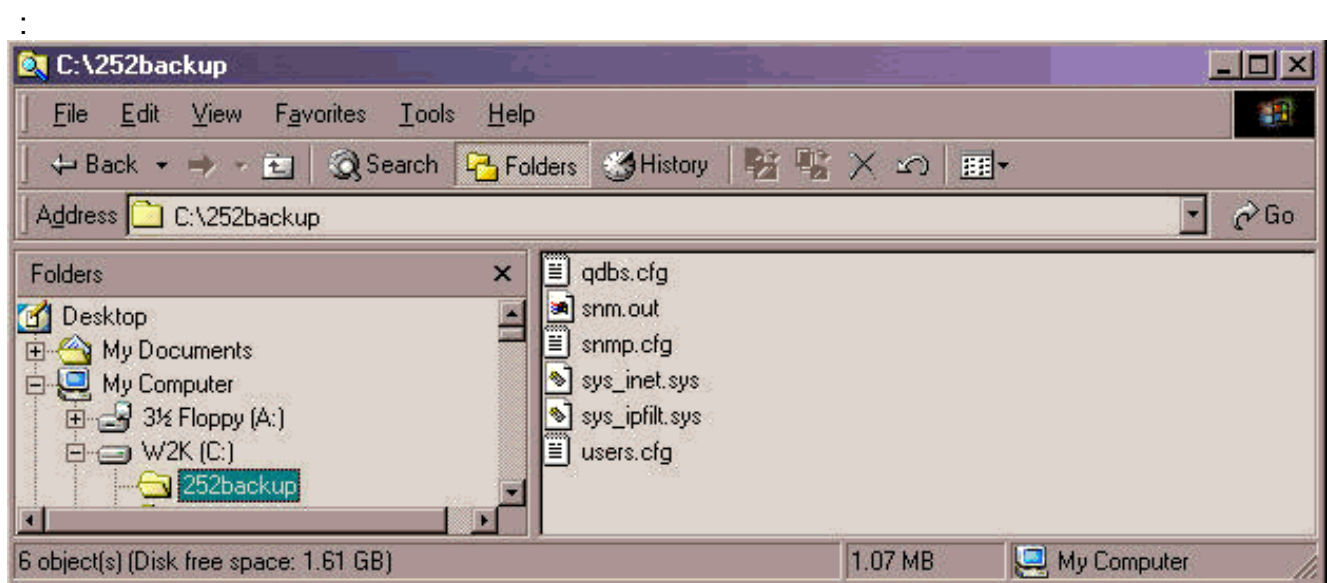 :
C:\252backup
File Edit View Favorites Tools Help
Back Search Folders History
Address C:\252backup Go
Folders
Desktop
My Documents
My Computer
3½ Floppy (A:)
W2K (C:)
252backup
qdbs.cfg
snm.out
snmp.cfg
sys_inet.sys
sys_ipfilt.sys
users.cfg
6 object(s) (Disk free space: 1.61 GB) 1.07 MB My Computer